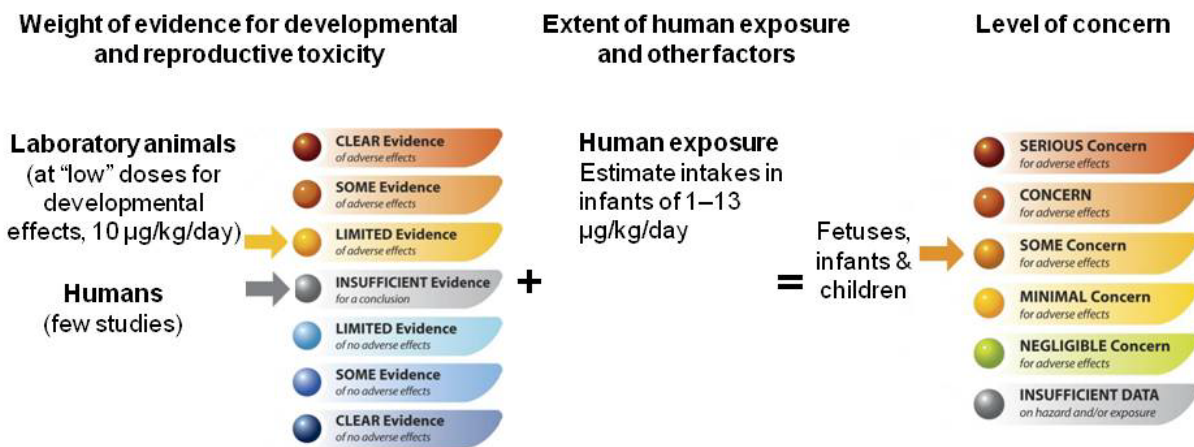 Weight of evidence for developmental
and reproductive toxicity
Extent of human exposure
and other factors
Level of concern
Laboratory animals
(at “low” doses for
developmental
effects, 10 µg/kg/day)
Humans
(few studies)
CLEAR Evidence
of adverse effects
SOME Evidence
of adverse effects
LIMITED Evidence
of adverse effects
INSUFFICIENT Evidence
for a conclusion
LIMITED Evidence
of no adverse effects
SOME Evidence
of no adverse effects
CLEAR Evidence
of no adverse effects
+
Human exposure
Estimate intakes in
infants of 1–13
µg/kg/day
=
Fetuses,
infants &
children
SERIOUS Concern
for adverse effects
CONCERN
for adverse effects
SOME Concern
for adverse effects
MINIMAL Concern
for adverse effects
NEGLIGIBLE Concern
for adverse effects
INSUFFICIENT DATA
on hazard and/or exposure